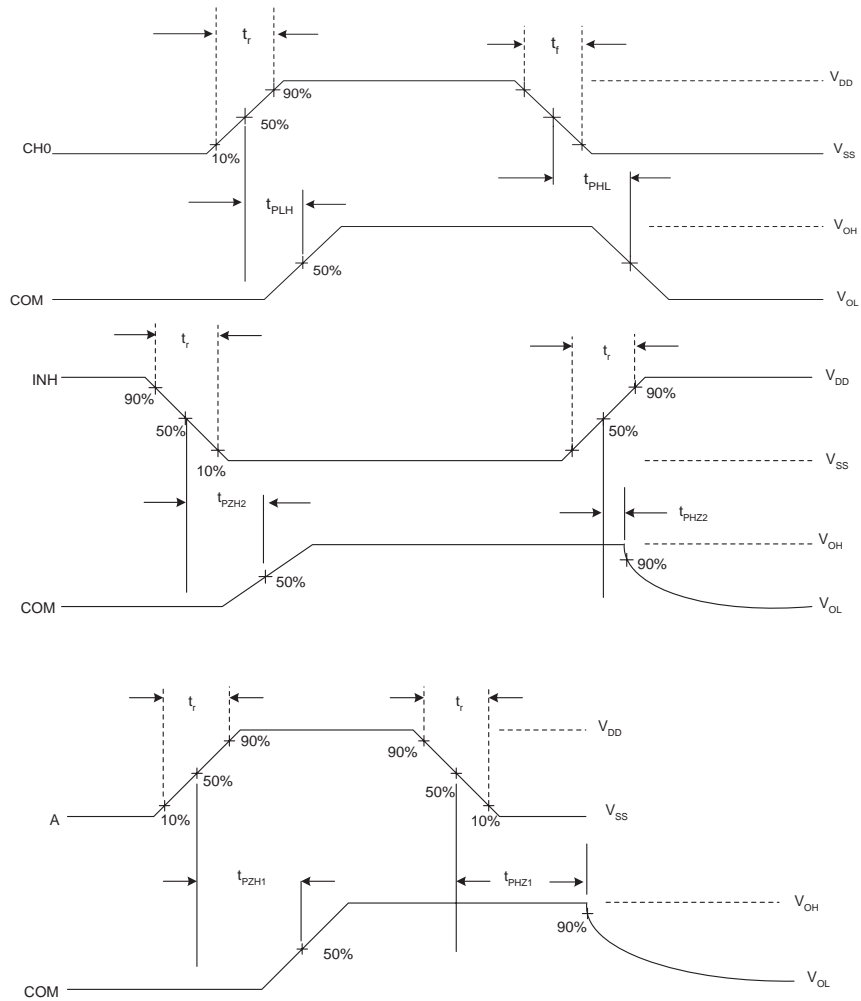 tr
tf
VDD
90%
50%
CH0
10%
VSS
tPHL
tPLH
VOH
50%
COM
VOL
tr
tr
INH
VDD
90%
90%
50%
50%
10%
VSS
tPZH2
tPHZ2
VOH
90%
50%
COM
VOL
tr
tr
VDD
90%
90%
50%
50%
A
10%
10%
VSS
tPZH1
tPHZ1
VOH
90%
50%
COM
VOL